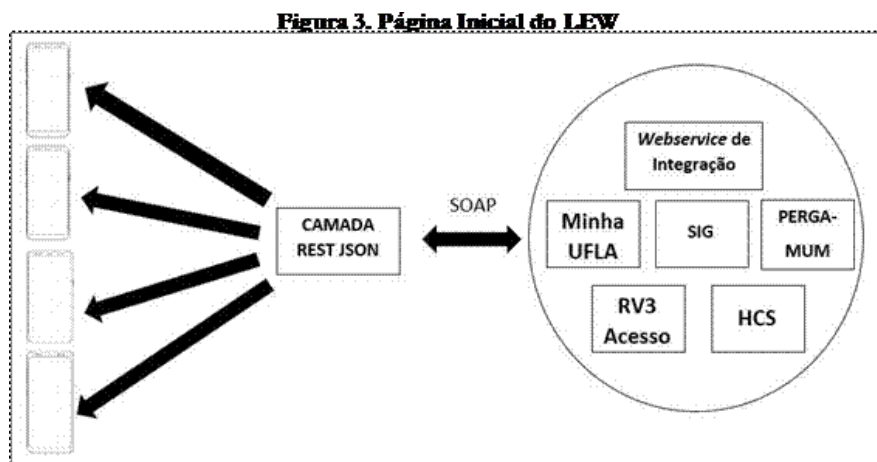 Figura 3. Página Inicial do LEW
Webservice de
Integração
SOAP
CAMADA
REST JSON
Minha
UFLA
SIG
PERGA-
MUM
RV3
Acesso
HCS